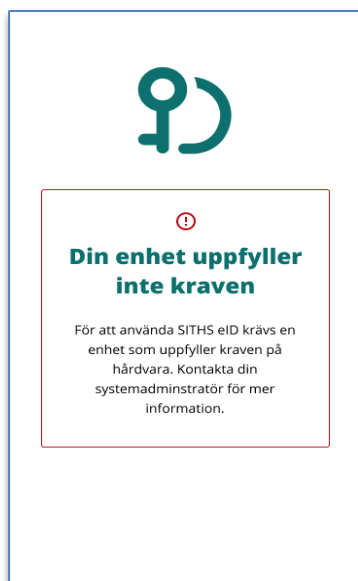 Din enhet uppfyller
inte kraven
För att använda SITHS eID krävs en
enhet som uppfyller kraven på
hårdvara. Kontakta din
systemadminstratör för mer
information.